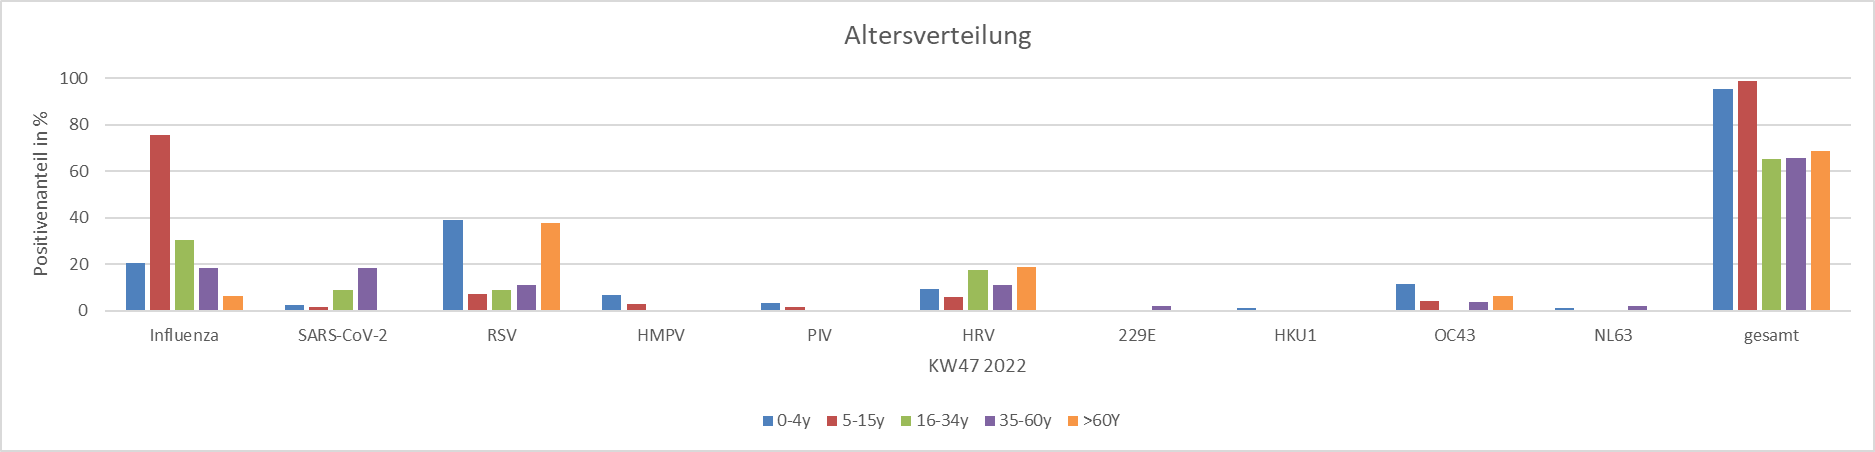 Altersverteilung
Positivenanteil in %
100
80
60
40
20
0
Influenza SARS-CoV-2 RSV HMPV PIV HRV 229E HKU1 OC43 NL63 gesamt
KW47 2022
0-4y 5-15y 16-34y 35-60y >60Y